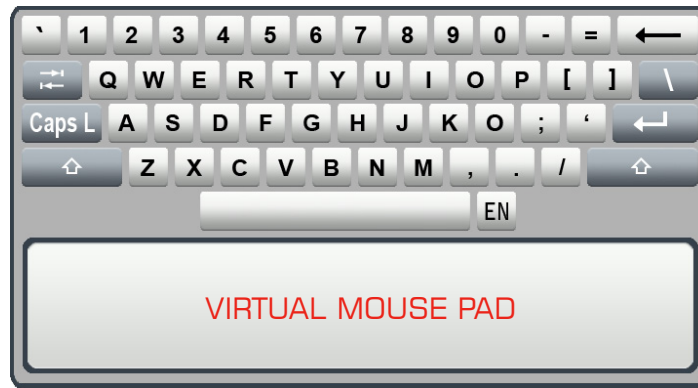 ` 1 2 3 4 5 6 7 8 9 0 - =
Q W E R T Y U I O P [ ] \
Caps L A S D F G H J K O ; ‘
Z X C V B N M , . /
EN
VIRTUAL MOUSE PAD